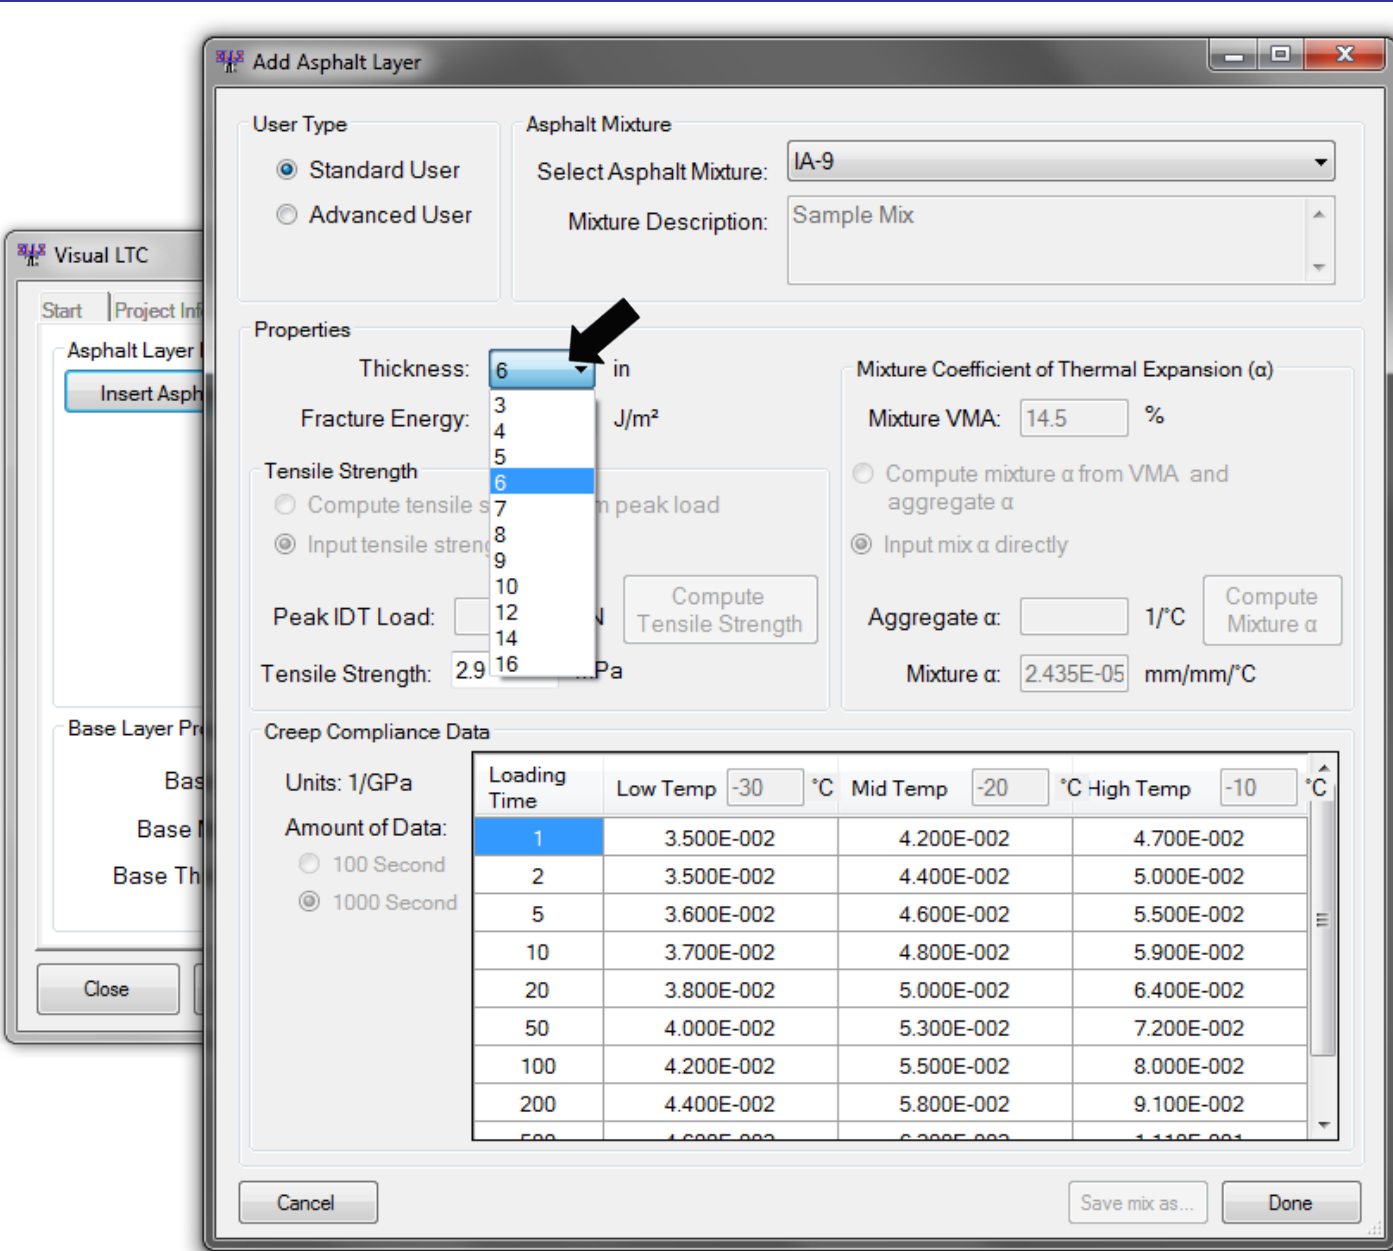 Add Asphalt Layer
User Type
Standard User
Advanced User
Asphalt Mixture
Select Asphalt Mixture: IA-9
Mixture Description: Sample Mix
Visual LTC
Start Project Inf
Asphalt Layer
Insert Asph
Base Layer Pr
Bas
Base
Base Th
Close
Properties
Thickness: 6 in
3
4
5
6
7
8
9
10
12
14
16
Fracture Energy: J/m²
Tensile Strength
Compute tensile s m peak load
Input tensile streng
Peak IDT Load: N
Compute
Tensile Strength
Tensile Strength: 2.9 Pa
Mixture Coefficient of Thermal Expansion (α)
Mixture VMA: 14.5 %
Compute mixture α from VMA and
aggregate α
Input mix α directly
Aggregate α: 1/°C
Compute
Mixture α
Mixture α: 2.435E-05 mm/mm/°C
Creep Compliance Data
Units: 1/GPa
Amount of Data:
100 Second
1000 Second
Loading
Time
Low Temp -30 °C Mid Temp -20 °C High Temp -10 °C
1 3.500E-002 4.200E-002 4.700E-002
2 3.500E-002 4.400E-002 5.000E-002
5 3.600E-002 4.600E-002 5.500E-002
10 3.700E-002 4.800E-002 5.900E-002
20 3.800E-002 5.000E-002 6.400E-002
50 4.000E-002 5.300E-002 7.200E-002
100 4.200E-002 5.500E-002 8.000E-002
200 4.400E-002 5.800E-002 9.100E-002
Cancel
Save mix as...
Done